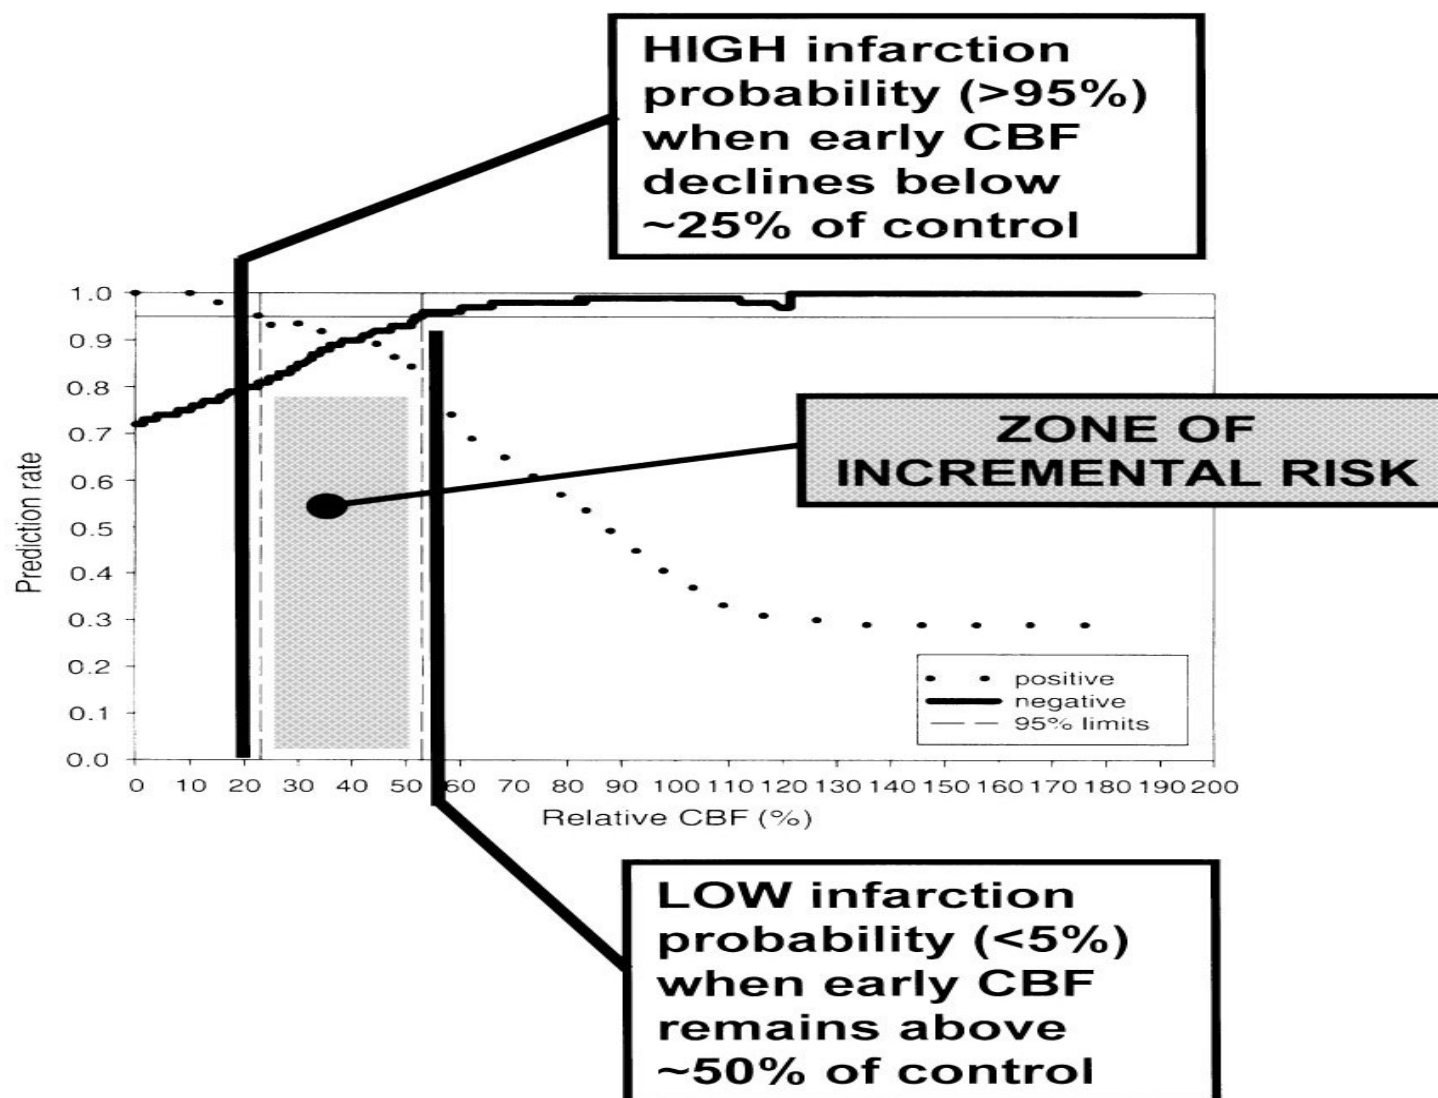 HIGH infarction
probability (>95%)
when early CBF
declines below
~25% of control
1.0
0.9
0.8
0.7
0.6
0.5
0.4
0.3
0.2
0.1
0.0
Prediction rate
ZONE OF
INCREMENTAL RISK
positive
negative
95% limits
0 10 20 30 40 50 60 70 80 90 100 110 120 130 140 150 160 170 180 190 200
Relative CBF (%)
LOW infarction
probability (<5%)
when early CBF
remains above
~50% of control